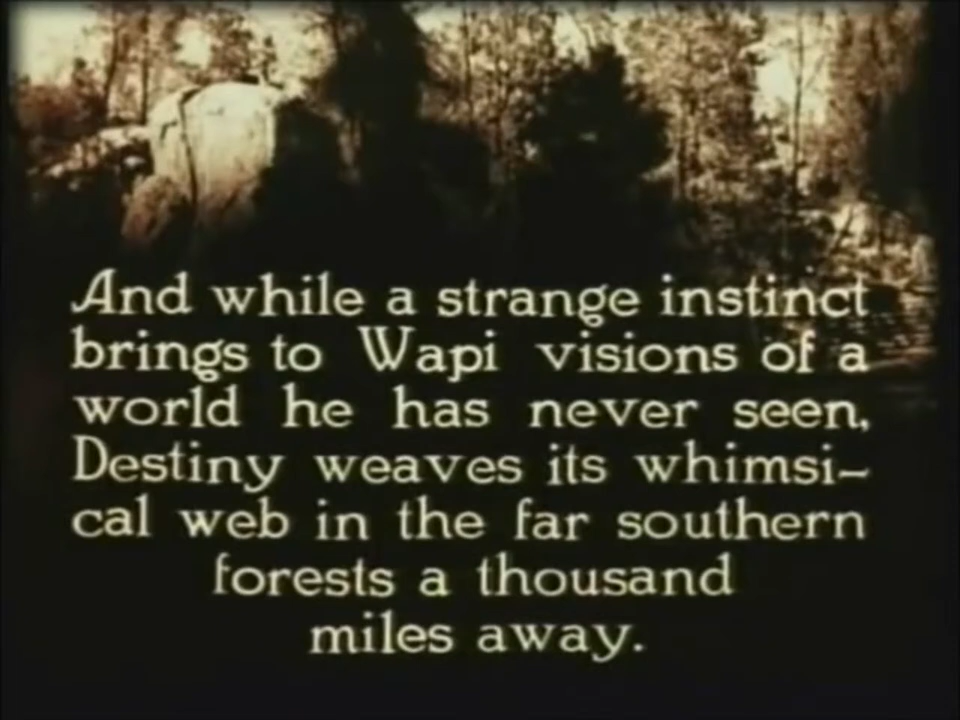 And while a strange instinct
brings to Wapi visions of a
world he has never seen,
Destiny weaves its whimsi-
cal web in the far southern
forests a thousand
miles away.